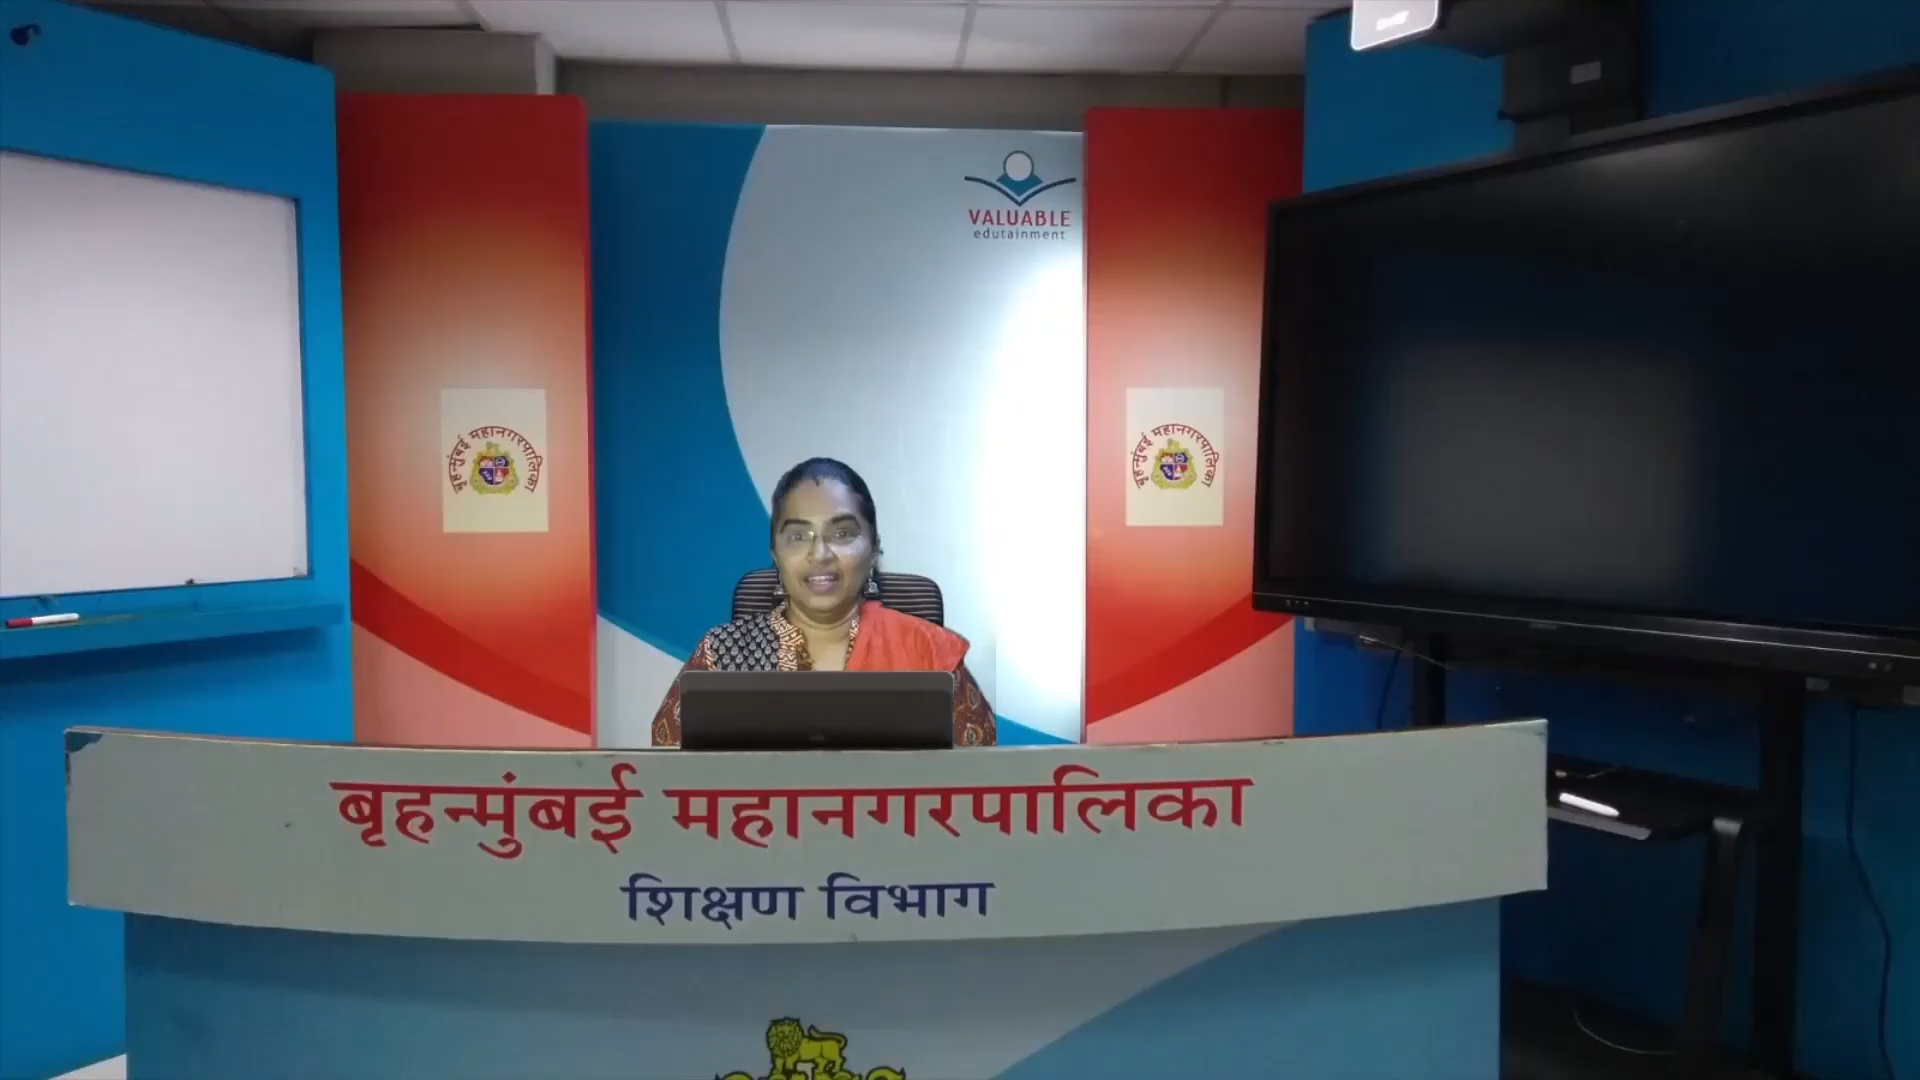 VALUABLE
edutainment
बृहन्मुंबई महानगरपालिका
बृहन्मुंबई महानगरपालिका
बृहन्मुंबई महानगरपालिका
शिक्षण विभाग